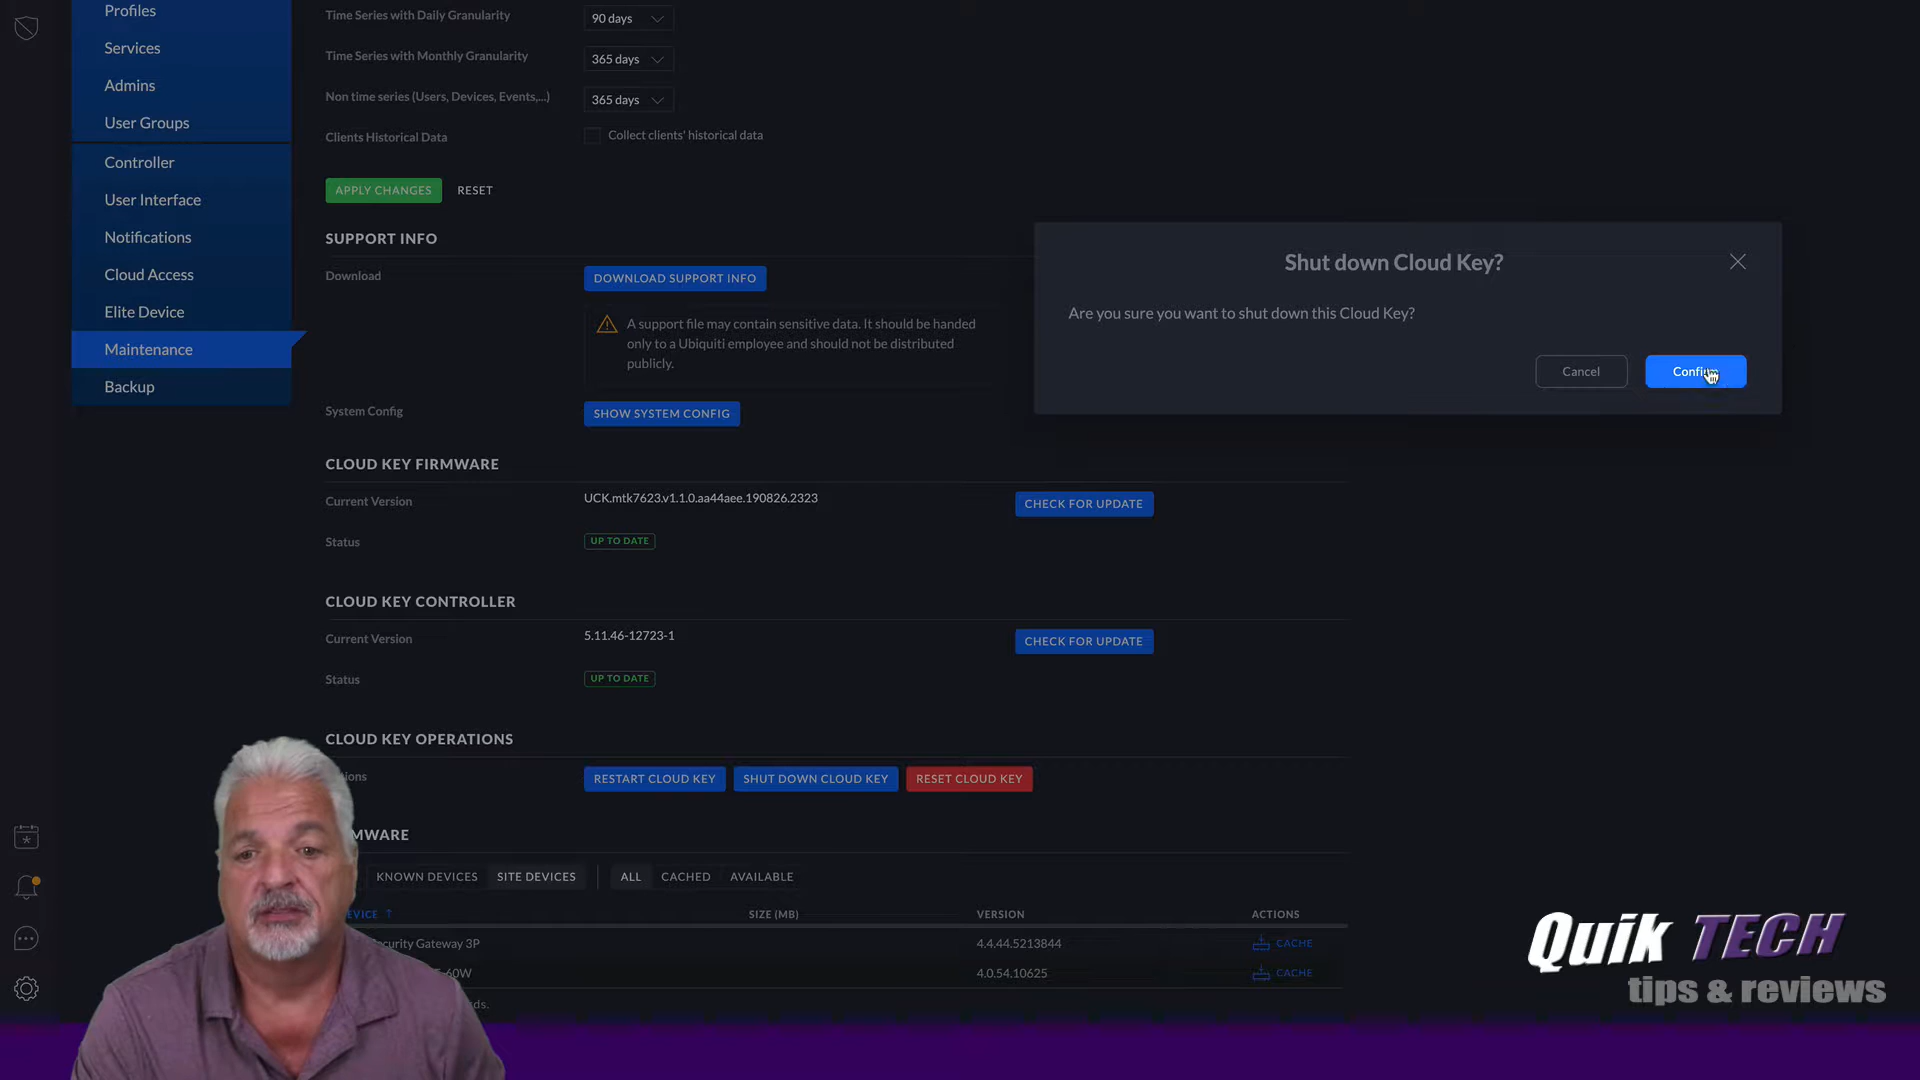 Profiles
Services
Admins
User Groups
Controller
User Interface
Notifications
Cloud Access
Elite Device
Maintenance
Backup
Time Series with Daily Granularity
90 days
Time Series with Monthly Granularity
365 days
Non time series (Users, Devices, Events,...)
365 days
Clients Historical Data
Collect clients' historical data
APPLY CHANGES
RESET
SUPPORT INFO
Download
DOWNLOAD SUPPORT INFO
A support file may contain sensitive data. It should be handed
only to a Ubiquiti employee and should not be distributed
publicly.
System Config
SHOW SYSTEM CONFIG
Shut down Cloud Key?
Are you sure you want to shut down this Cloud Key?
Cancel
CLOUD KEY FIRMWARE
Current Version
UCK.mtk7623.v1.1.0.aa44aee.190826.2323
CHECK FOR UPDATE
Status
UP TO DATE
CLOUD KEY CONTROLLER
Current Version
5.11.46-12723-1
CHECK FOR UPDATE
Status
UP TO DATE
CLOUD KEY OPERATIONS
RESTART CLOUD KEY
SHUT DOWN CLOUD KEY
RESET CLOUD KEY
KNOWN DEVICES
SITE DEVICES
ALL
CACHED
AVAILABLE
SIZE (MB)
VERSION
ACTIONS
Gateway 3P
4.4.44.5213844
CACHE
4.0.54.10625
CACHE
Quik TECH
tips & reviews